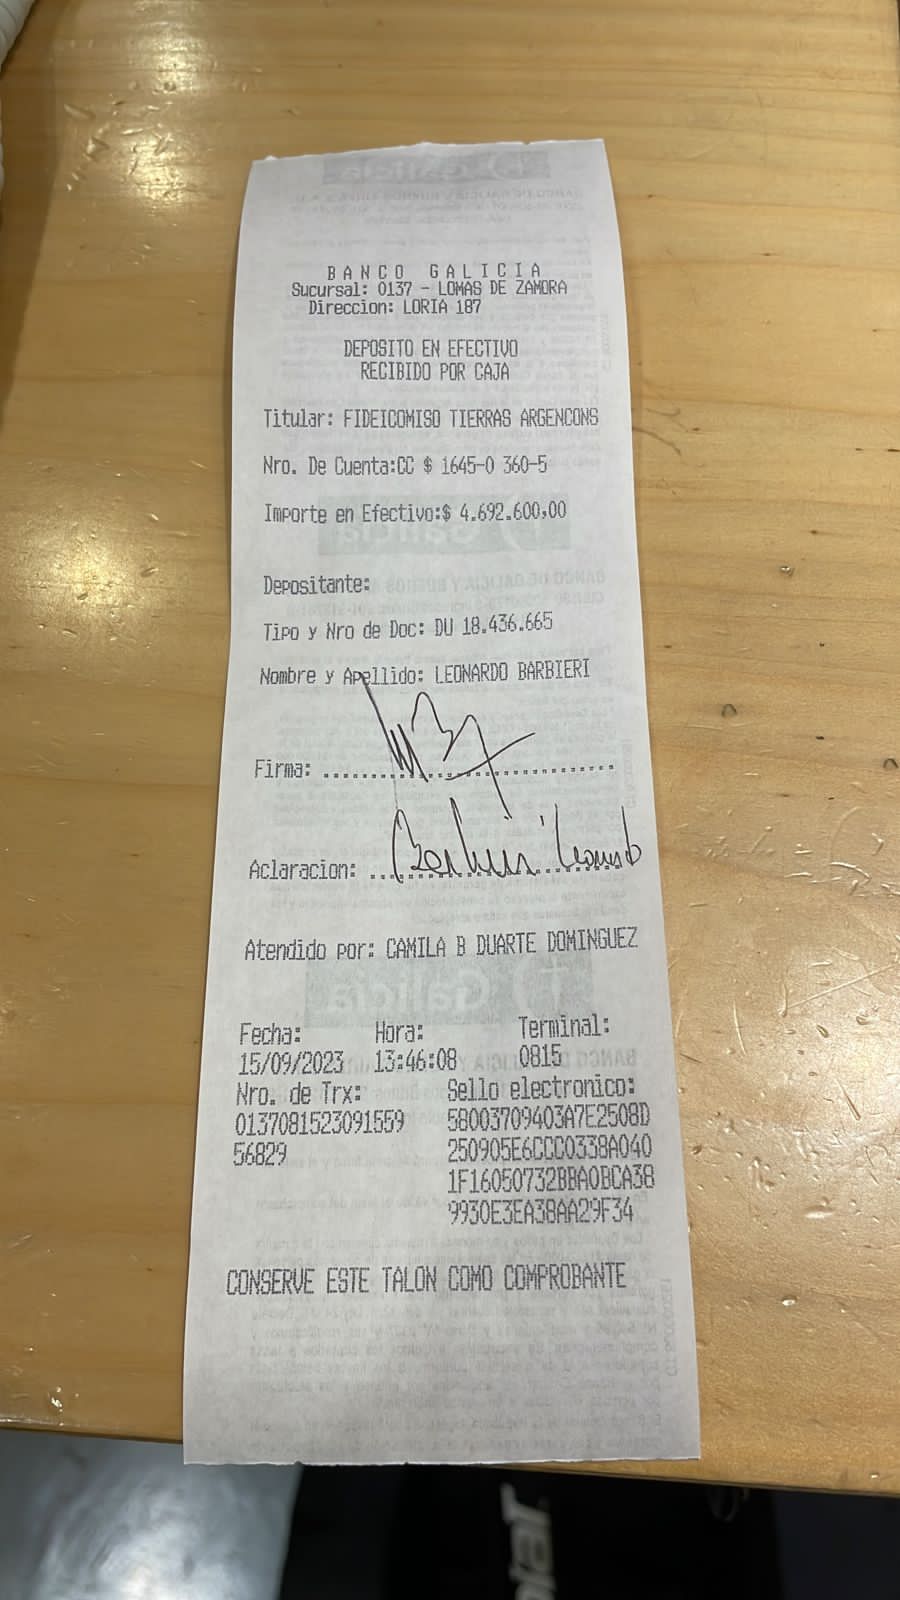 BANCO GALICIA
Sucursal: 0137 - LOMAS DE ZAMORA
Direccion: LORIA 187
DEPOSITO EN EFECTIVO
RECIBIDO POR CAJA
Titular: FIDEICOMISO TIERRAS ARGENCONS
Nro. De Cuenta:CC $ 1645-0 360-5
Importe en Efectivo:$ 4.692.600,00
Depositante:
Tipo y Nro de Doc: DU 18.436.665
Nombre y Apellido: LEONARDO BARBIERI
Firma: ..............................
Aclaracion: Barbieri Leonardo
Atendido por: CAMILA B DUARTE DOMINGUEZ
Fecha: Hora: Terminal:
15/09/2023 13:46:08 0815
Nro. de Trx: Sello electronico:
0137081523091559 58003709403A7E2508D
56829 250905E6CCC0338A040
1F16050732BBA0BCA38
9930E3EA38AA29F34
CONSERVE ESTE TALON COMO COMPROBANTE